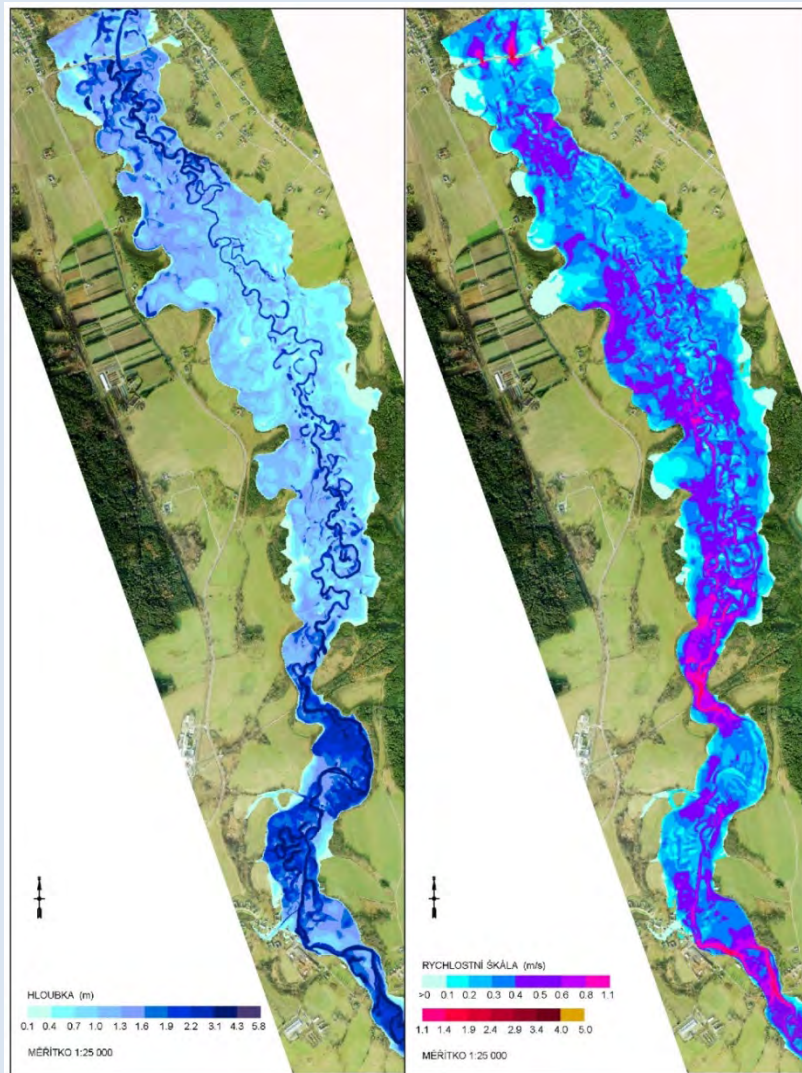 HLOUBKA (m)
0.1 0.4 0.7 1.0 1.3 1.6 1.9 2.2 3.1 4.3 5.8
MĚŘÍTKO 1:25 000
RYCHLOSTNÍ ŠKÁLA (m/s)
>0 0.1 0.2 0.3 0.4 0.5 0.6 0.8 1.1
1.1 1.4 1.9 2.4 2.9 3.4 4.0 5.0
MĚŘÍTKO 1:25 000